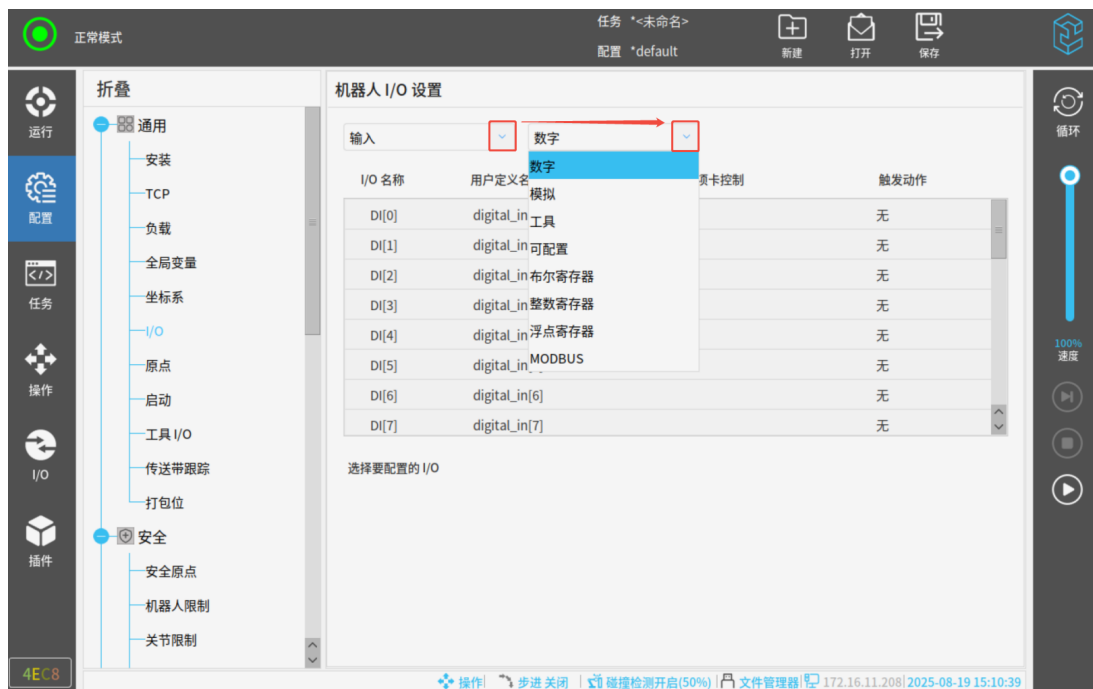 正常模式
任务 *<未命名>
配置 *default
新建
打开
保存
运行
配置
任务
操作
I/O
插件
4EC8
折叠
通用
安装
TCP
负载
全局变量
坐标系
I/O
原点
启动
工具 I/O
传送带跟踪
打包位
安全
安全原点
机器人限制
关节限制
机器人 I/O 设置
输入
数字
数字
模拟
工具
可配置
布尔寄存器
整数寄存器
浮点寄存器
MODBUS
I/O 名称 用户定义名 卡控制 触发动作
DI[0] digital_in 无
DI[1] digital_in 无
DI[2] digital_in 无
DI[3] digital_in 无
DI[4] digital_in 无
DI[5] digital_in 无
DI[6] digital_in[6] 无
DI[7] digital_in[7] 无
选择要配置的 I/O
循环
100%
速度
操作 步进 关闭 碰撞检测开启(50%) 文件管理器 172.16.11.208 2025-08-19 15:10:39